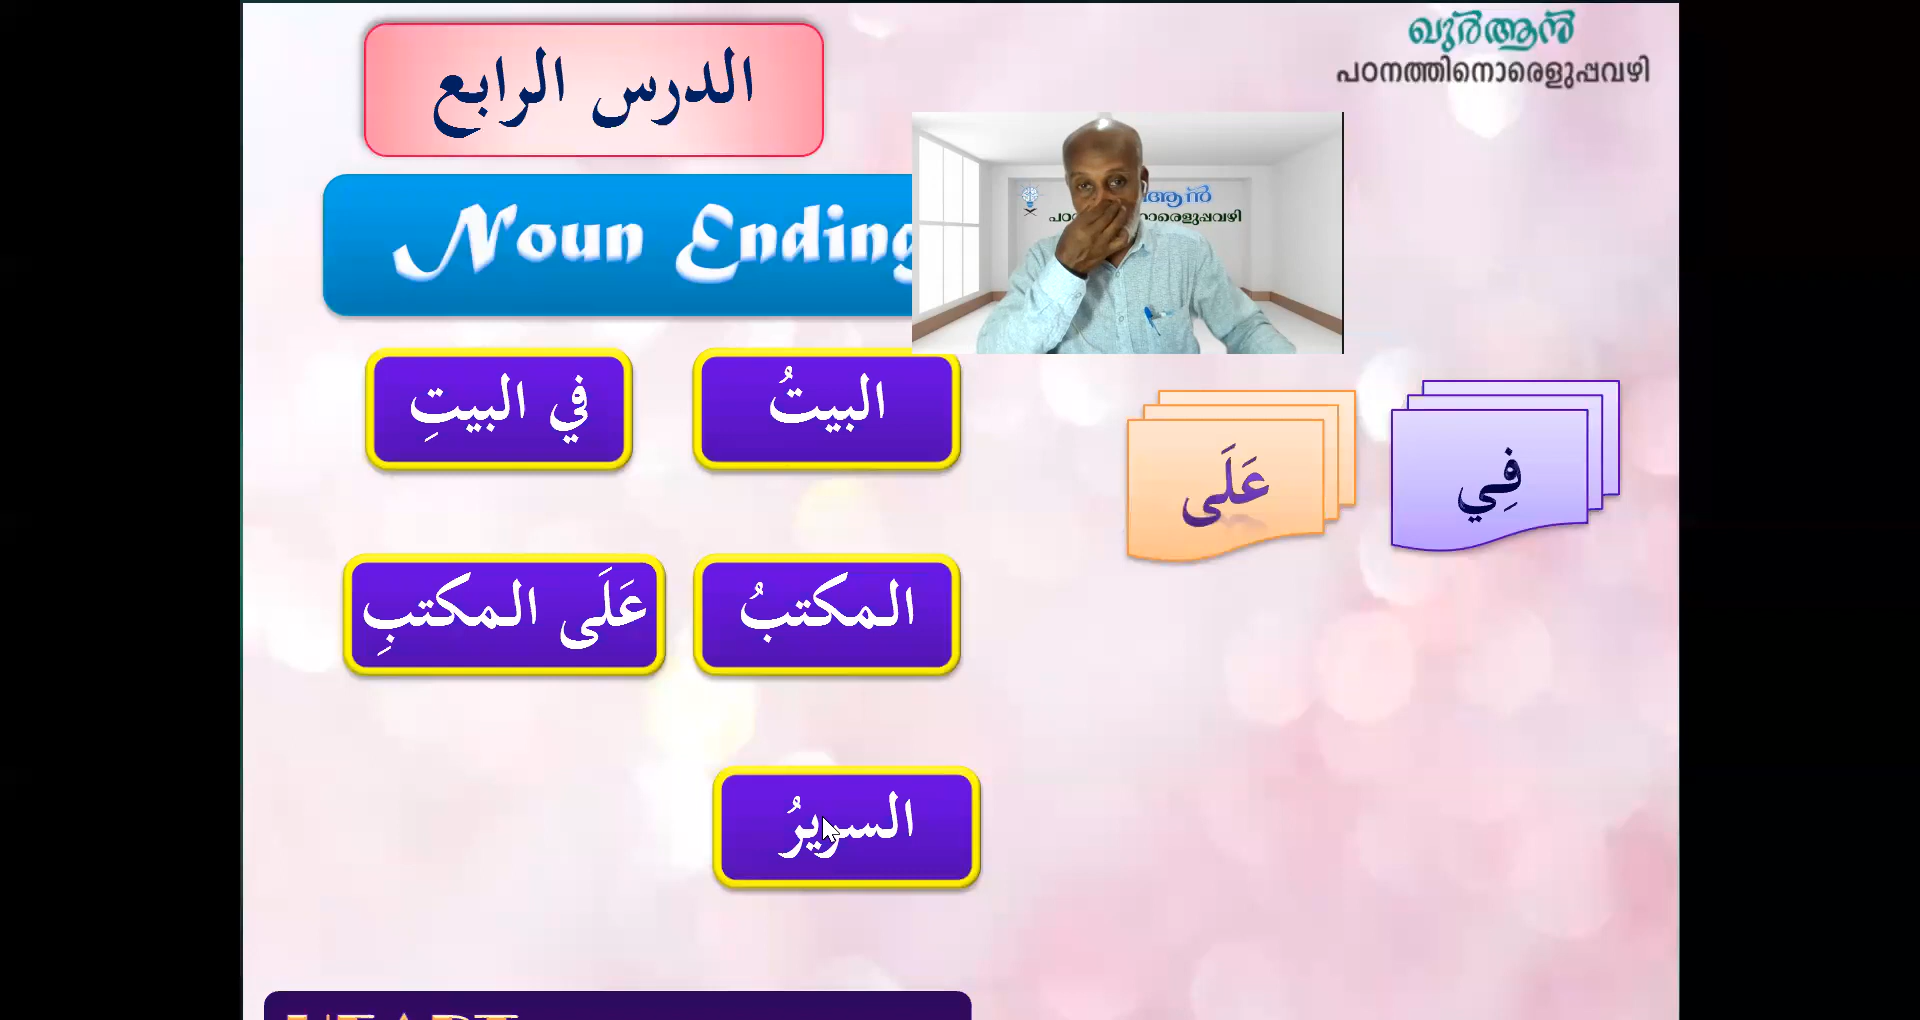 الدرس الرابع
ഖുർആൻ
പഠനത്തിനൊരെളുപ്പവഴി
Noun Ending
البيتُ
في البيتِ
فِي
عَلَى
المكتبُ
عَلَى المكتبِ
السريرُ